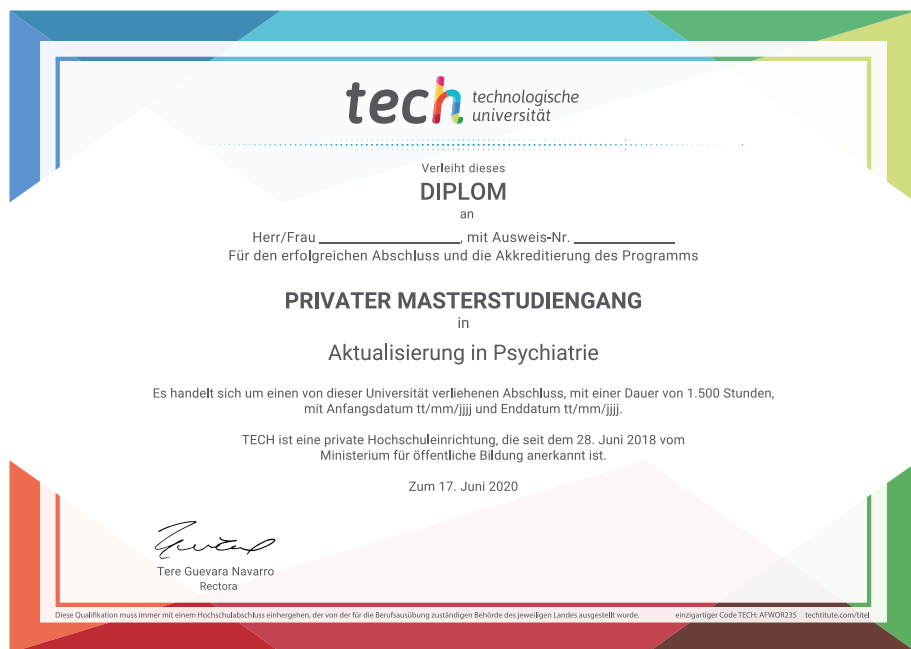 tech technologische
universität
Verleiht dieses
DIPLOM
an
Herr/Frau ____________________, mit Ausweis-Nr. ______________
Für den erfolgreichen Abschluss und die Akkreditierung des Programms
PRIVATER MASTERSTUDIENGANG
in
Aktualisierung in Psychiatrie
Es handelt sich um einen von dieser Universität verliehenen Abschluss, mit einer Dauer von 1.500 Stunden,
mit Anfangsdatum tt/mm/jjjj und Enddatum tt/mm/jjjj.
TECH ist eine private Hochschuleinrichtung, die seit dem 28. Juni 2018 vom
Ministerium für öffentliche Bildung anerkannt ist.
Zum 17. Juni 2020
Tere Guevara Navarro
Rectora
Diese Qualifikation muss immer mit einem Hochschulabschluss einhergehen, der von der für die Berufsausübung zuständigen Behörde des jeweiligen Landes ausgestellt wurde. einzigartiger Code TECH: AFWOR23S techtitute.com/titel